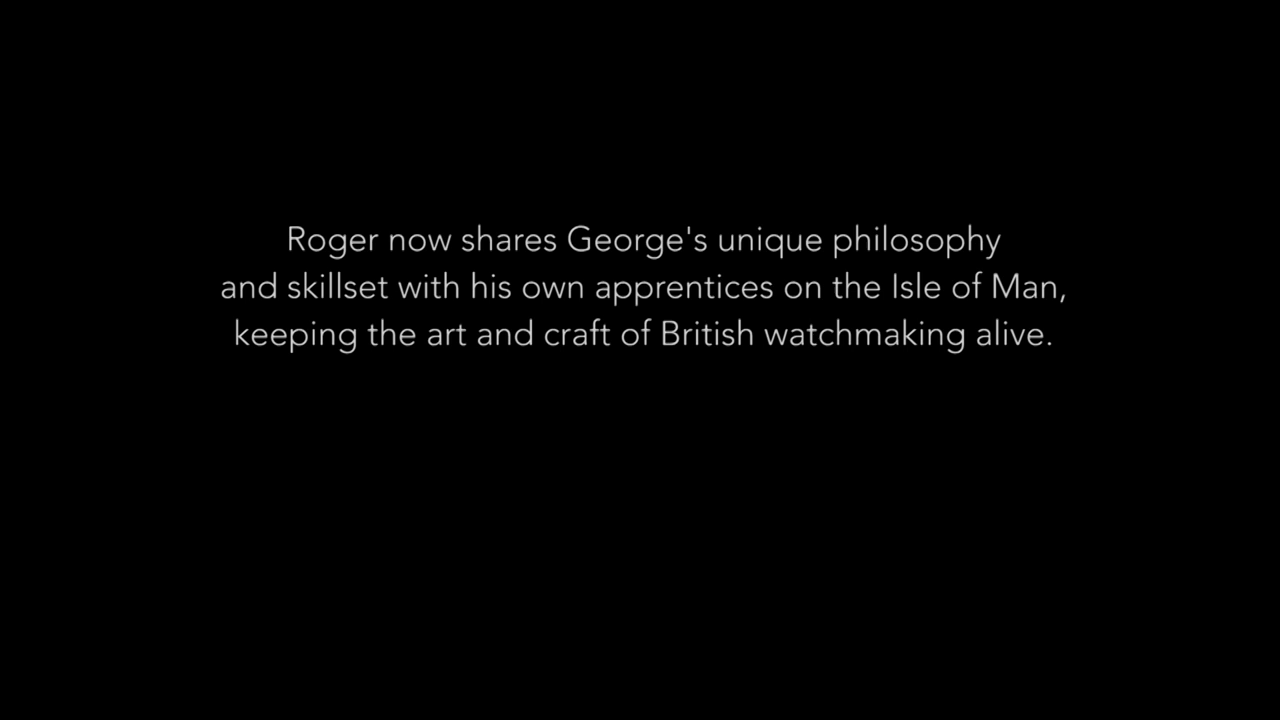 Roger now shares George's unique philosophy
and skillset with his own apprentices on the Isle of Man,
keeping the art and craft of British watchmaking alive.